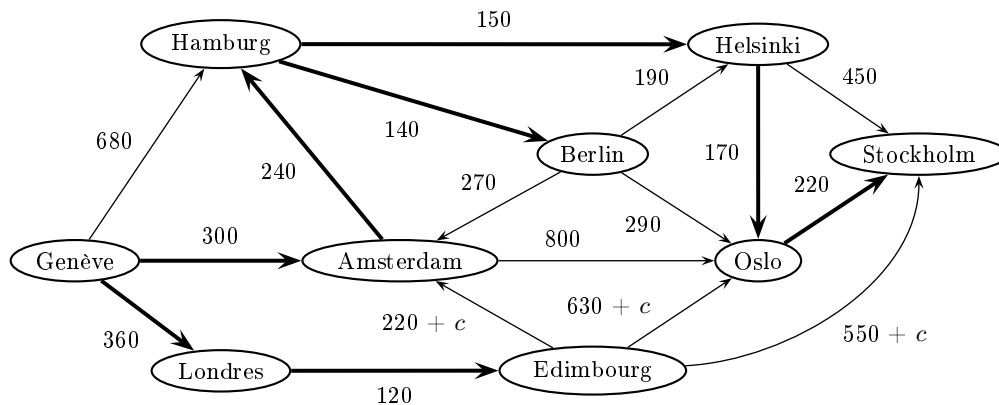 150
Hamburg
Helsinki
190
450
680
140
170
Berlin
Stockholm
240
270
220
300
800
290
Genève
Amsterdam
Oslo
220 + c
630 + c
360
550 + c
Londres
Edimbourg
120